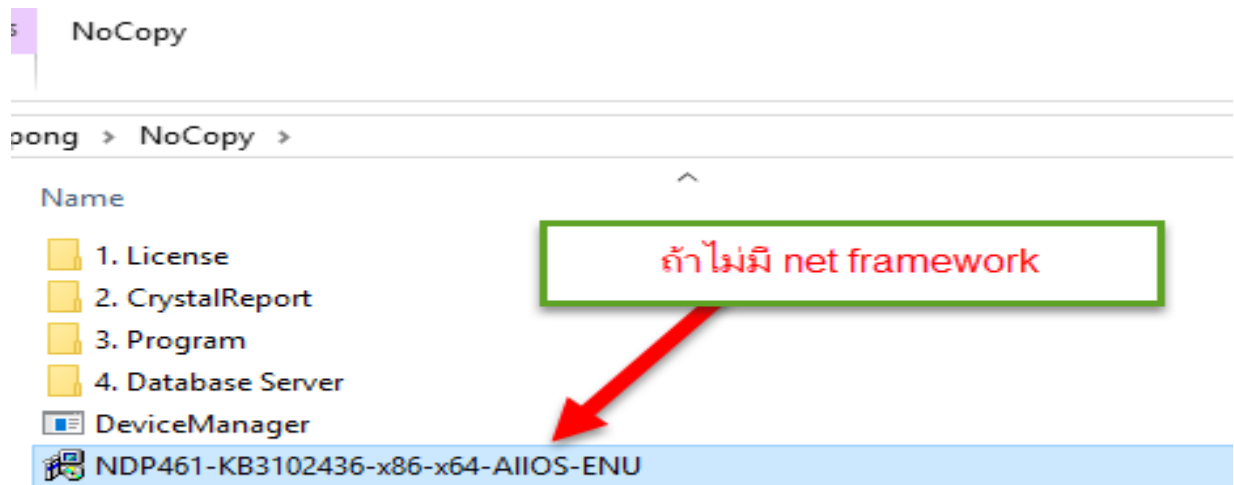 NoCopy
pong > NoCopy >
Name
ถ้าไม่มี net framework
1. License
2. CrystalReport
3. Program
4. Database Server
DeviceManager
NDP461-KB3102436-x86-x64-AllOS-ENU